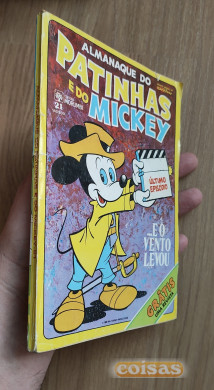 ALMANAQUE DO
PATINHAS
E DO
MICKEY
21
ÚLTIMO
EPISÓDIO
...E O
VENTO
LEVOU
GRÁTIS
coisas